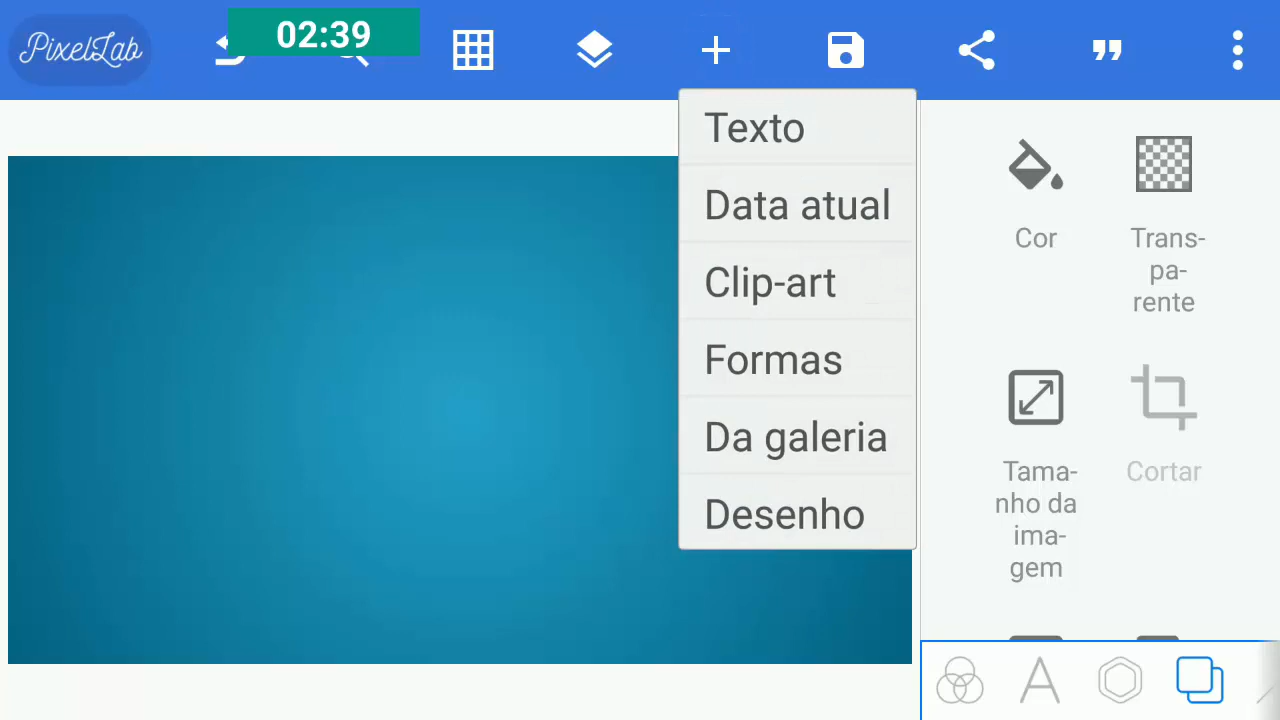 PixelLab
02:39
Texto
Data atual
Clip-art
Formas
Da galeria
Desenho
Cor
Trans-
pa-
rente
Tama-
nho da
ima-
gem
Cortar